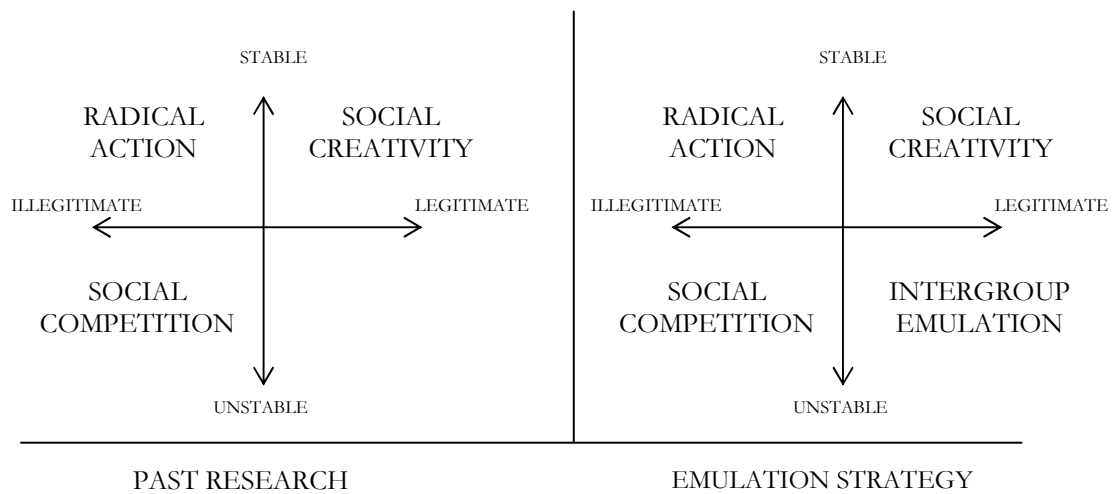 STABLE
RADICAL
ACTION
SOCIAL
CREATIVITY
ILLEGITIMATE
LEGITIMATE
SOCIAL
COMPETITION
UNSTABLE
PAST RESEARCH
STABLE
RADICAL
ACTION
SOCIAL
CREATIVITY
ILLEGITIMATE
LEGITIMATE
SOCIAL
COMPETITION
INTERGROUP
EMULATION
UNSTABLE
EMULATION STRATEGY